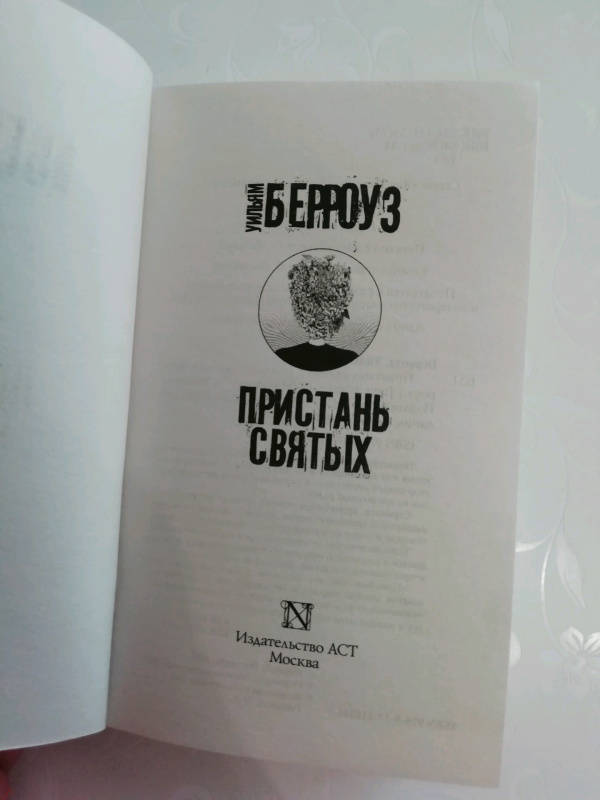 УИЛЬЯМ БЕРРОУЗ
ПРИСТАНЬ
СВЯТЫХ
N
Издательство АСТ
Москва